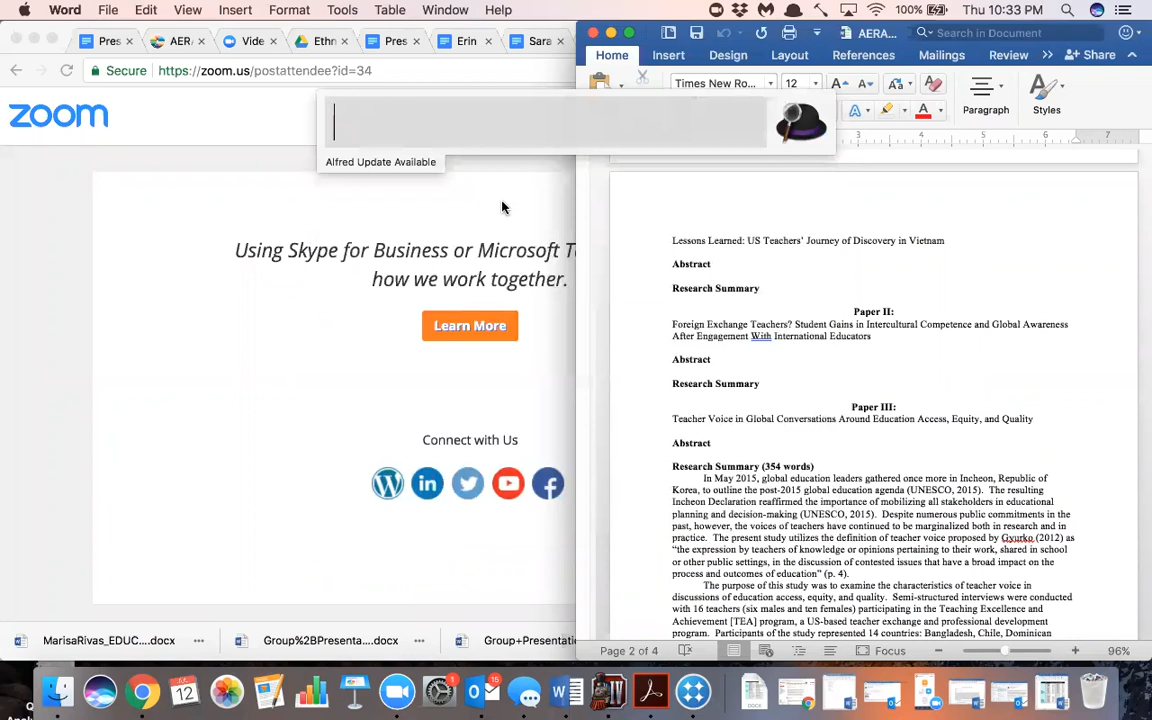 Word File Edit View Insert Format Tools Table Window Help
100% Thu 10:33 PM
Pres AERA Vide Ethn Pres Erin Sara
Secure https://zoom.us/postattendee?id=34
zoom
Alfred Update Available
Using Skype for Business or Microsoft T
how we work together.
Learn More
Connect with Us
MarisaRivas_EDUC....docx
Group%2BPresenta....docx
Group+Presentatio
AERA...
Search in Document
Home Insert Design Layout References Mailings Review Share
Times New Ro... 12
Paragraph Styles
3 4 5 6 7
Lessons Learned: US Teachers' Journey of Discovery in Vietnam
Abstract
Research Summary
Paper II:
Foreign Exchange Teachers? Student Gains in Intercultural Competence and Global Awareness
After Engagement With International Educators
Abstract
Research Summary
Paper III:
Teacher Voice in Global Conversations Around Education Access, Equity, and Quality
Abstract
Research Summary (354 words)
In May 2015, global education leaders gathered once more in Incheon, Republic of
Korea, to outline the post-2015 global education agenda (UNESCO, 2015). The resulting
Incheon Declaration reaffirmed the importance of mobilizing all stakeholders in educational
planning and decision-making (UNESCO, 2015). Despite numerous public commitments in the
past, however, the voices of teachers have continued to be marginalized both in research and in
practice. The present study utilizes the definition of teacher voice proposed by Gyurko (2012) as
“the expression by teachers of knowledge or opinions pertaining to their work, shared in school
or other public settings, in the discussion of contested issues that have a broad impact on the
process and outcomes of education” (p. 4).
The purpose of this study was to examine the characteristics of teacher voice in
discussions of education access, equity, and quality. Semi-structured interviews were conducted
with 16 teachers (six males and ten females) participating in the Teaching Excellence and
Achievement [TEA] program, a US-based teacher exchange and professional development
program. Participants of the study represented 14 countries: Bangladesh, Chile, Dominican
Page 2 of 4 Focus 96%
JUL
12
1
15
DOCX